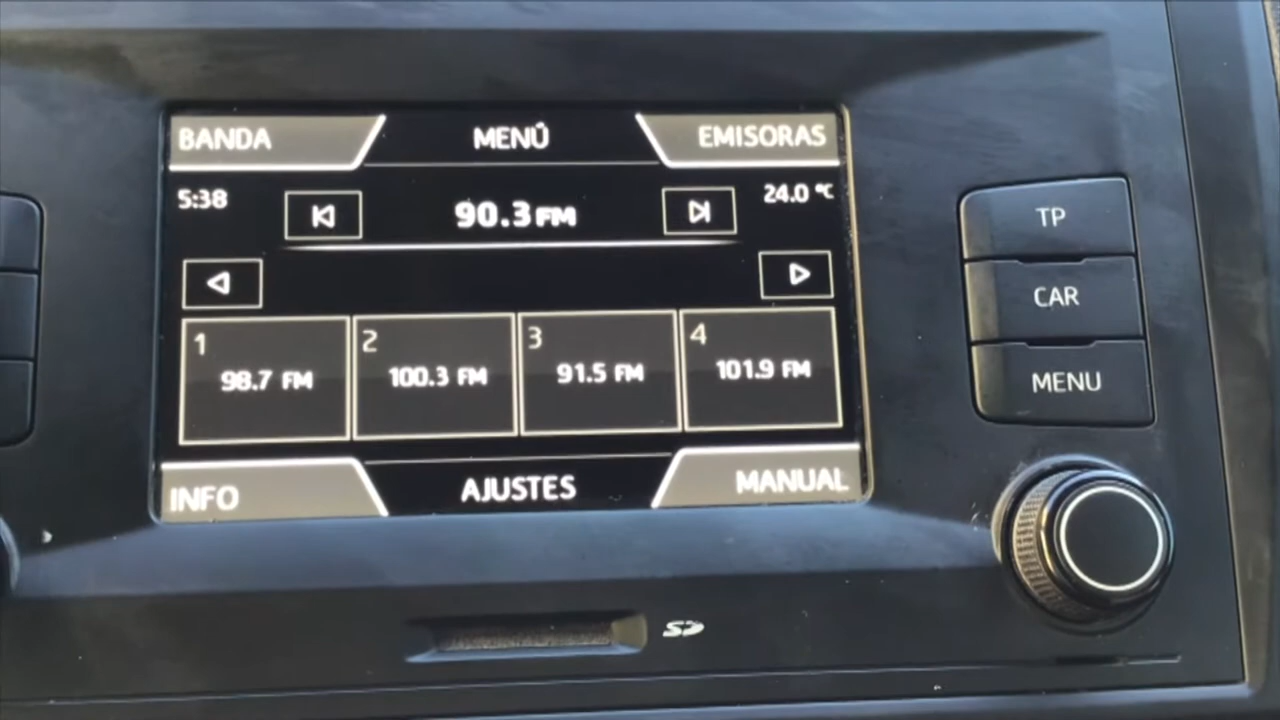 BANDA MENÚ EMISORAS
5:38 90.3 FM 24.0 °C
1 2 3 4
98.7 FM 100.3 FM 91.5 FM 101.9 FM
INFO AJUSTES MANUAL
TP
CAR
MENU
SD